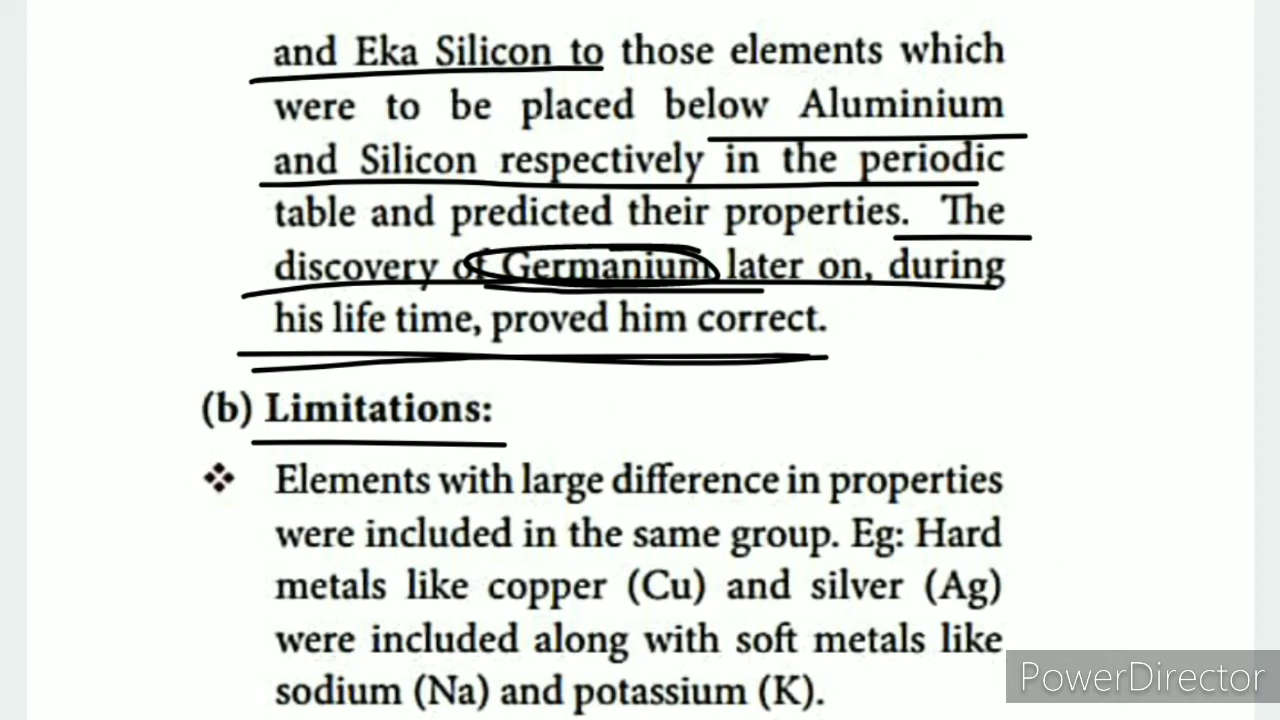 and Eka Silicon to those elements which
were to be placed below Aluminium
and Silicon respectively in the periodic
table and predicted their properties. The
discovery of Germanium later on, during
his life time, proved him correct.
(b) Limitations:
❖ Elements with large difference in properties
were included in the same group. Eg: Hard
metals like copper (Cu) and silver (Ag)
were included along with soft metals like
sodium (Na) and potassium (K).
PowerDirector